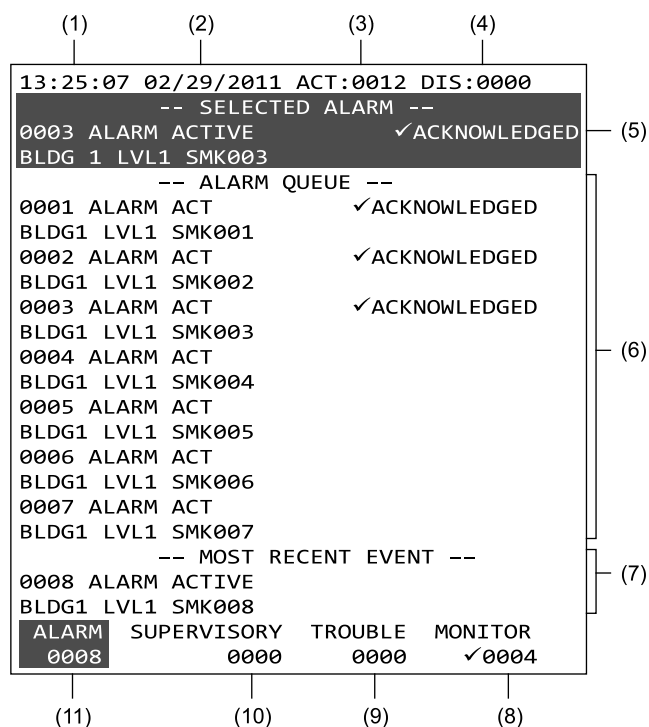 (1) (2) (3) (4)
13:25:07 02/29/2011 ACT:0012 DIS:0000
-- SELECTED ALARM --
0003 ALARM ACTIVE ✓ACKNOWLEDGED (5)
BLDG 1 LVL1 SMK003
-- ALARM QUEUE --
0001 ALARM ACT ✓ACKNOWLEDGED
BLDG1 LVL1 SMK001
0002 ALARM ACT ✓ACKNOWLEDGED
BLDG1 LVL1 SMK002
0003 ALARM ACT ✓ACKNOWLEDGED
BLDG1 LVL1 SMK003
0004 ALARM ACT (6)
BLDG1 LVL1 SMK004
0005 ALARM ACT
BLDG1 LVL1 SMK005
0006 ALARM ACT
BLDG1 LVL1 SMK006
0007 ALARM ACT
BLDG1 LVL1 SMK007
-- MOST RECENT EVENT --
0008 ALARM ACTIVE (7)
BLDG1 LVL1 SMK008
ALARM SUPERVISORY TROUBLE MONITOR
0008 0000 0000 ✓0004
(11) (10) (9) (8)